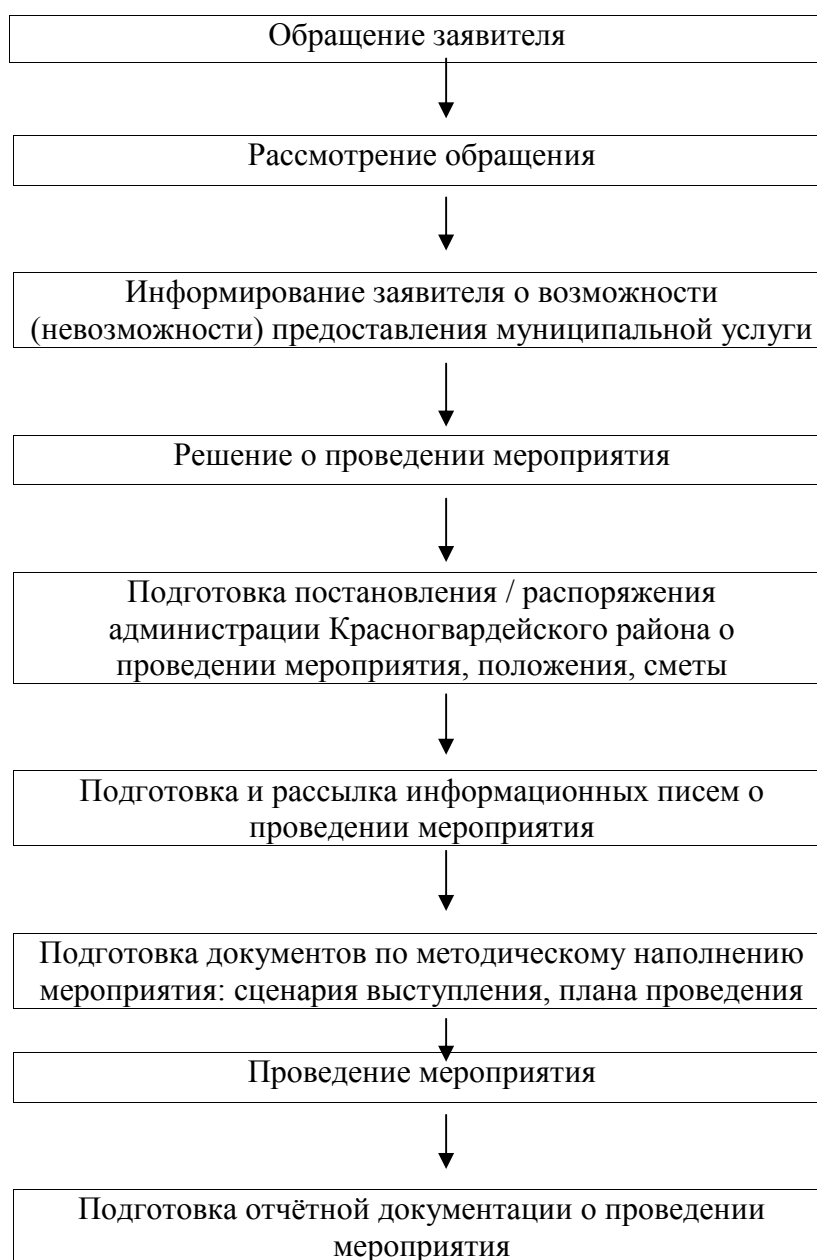 Обращение заявителя
Рассмотрение обращения
Информирование заявителя о возможности
(невозможности) предоставления муниципальной услуги
Решение о проведении мероприятия
Подготовка постановления / распоряжения
администрации Красногвардейского района о
проведении мероприятия, положения, сметы
Подготовка и рассылка информационных писем о
проведении мероприятия
Подготовка документов по методическому наполнению
мероприятия: сценария выступления, плана проведения
Проведение мероприятия
Подготовка отчётной документации о проведении
мероприятия